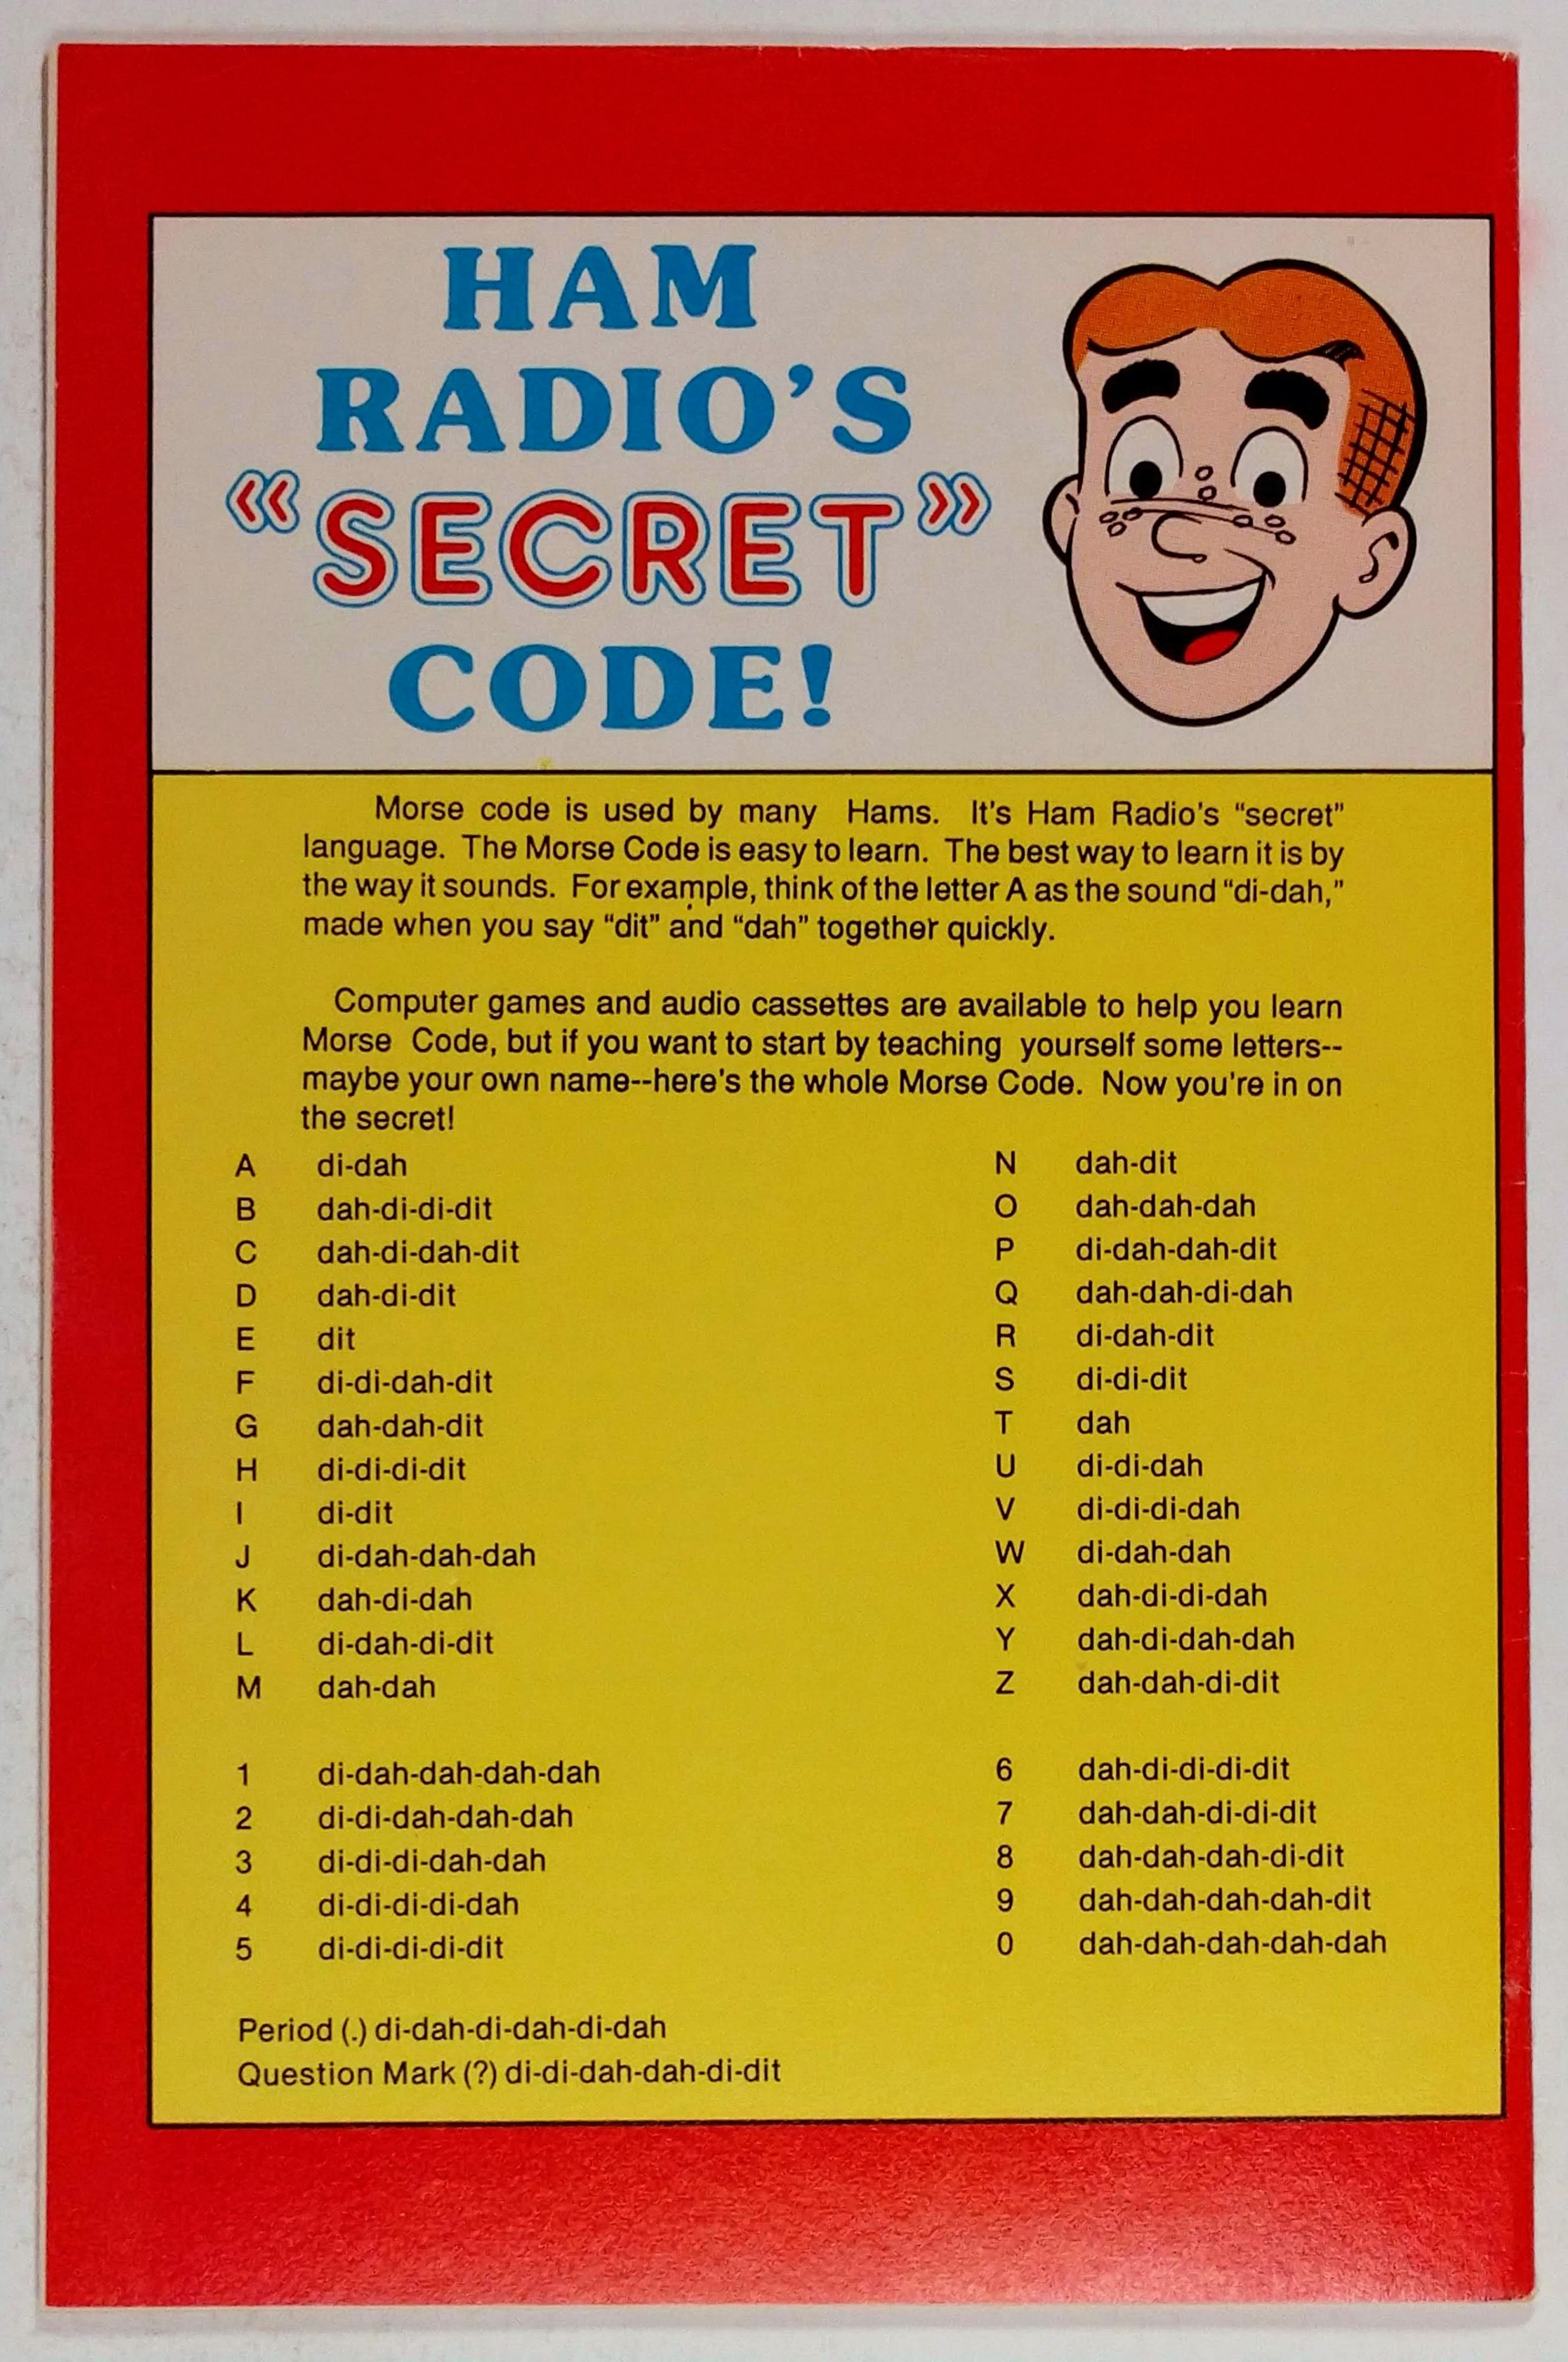 HAM
RADIO'S
"SECRET"
CODE!
Morse code is used by many Hams. It's Ham Radio's "secret"
language. The Morse Code is easy to learn. The best way to learn it is by
the way it sounds. For example, think of the letter A as the sound "di-dah,"
made when you say "dit" and "dah" together quickly.
Computer games and audio cassettes are available to help you learn
Morse Code, but if you want to start by teaching yourself some letters--
maybe your own name--here's the whole Morse Code. Now you're in on
the secret!
A di-dah
B dah-di-di-dit
C dah-di-dah-dit
D dah-di-dit
E dit
F di-di-dah-dit
G dah-dah-dit
H di-di-di-dit
I di-dit
J di-dah-dah-dah
K dah-di-dah
L di-dah-di-dit
M dah-dah
N dah-dit
O dah-dah-dah
P di-dah-dah-dit
Q dah-dah-di-dah
R di-dah-dit
S di-di-dit
T dah
U di-di-dah
V di-di-di-dah
W di-dah-dah
X dah-di-di-dah
Y dah-di-dah-dah
Z dah-dah-di-dit
1 di-dah-dah-dah-dah
2 di-di-dah-dah-dah
3 di-di-di-dah-dah
4 di-di-di-di-dah
5 di-di-di-di-dit
6 dah-di-di-di-dit
7 dah-dah-di-di-dit
8 dah-dah-dah-di-dit
9 dah-dah-dah-dah-dit
0 dah-dah-dah-dah-dah
Period (.) di-dah-di-dah-di-dah
Question Mark (?) di-di-dah-dah-di-dit